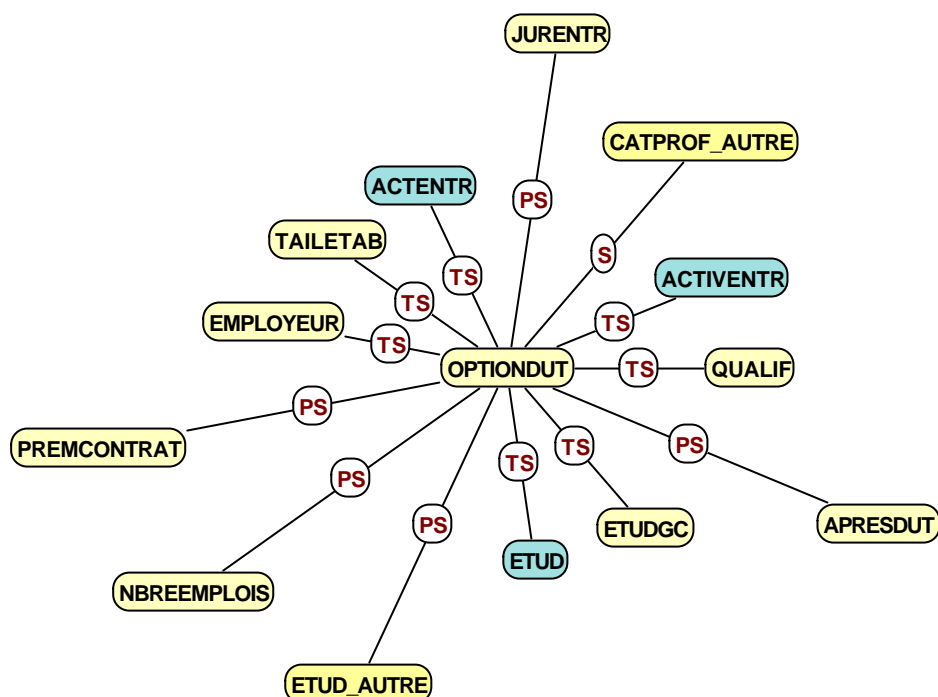 JURENTR
CATPROF_AUTRE
ACTENTR
PS
TAILETAB
S
TS
ACTIVENTR
TS
EMPLOYEUR
TS
TS
OPTIONDUT
TS
QUALIF
PS
PREMCONTRAT
TS
PS
TS
PS
PS
APRESDUT
ETUDGC
ETUD
NBREEMPLOIS
ETUD_AUTRE